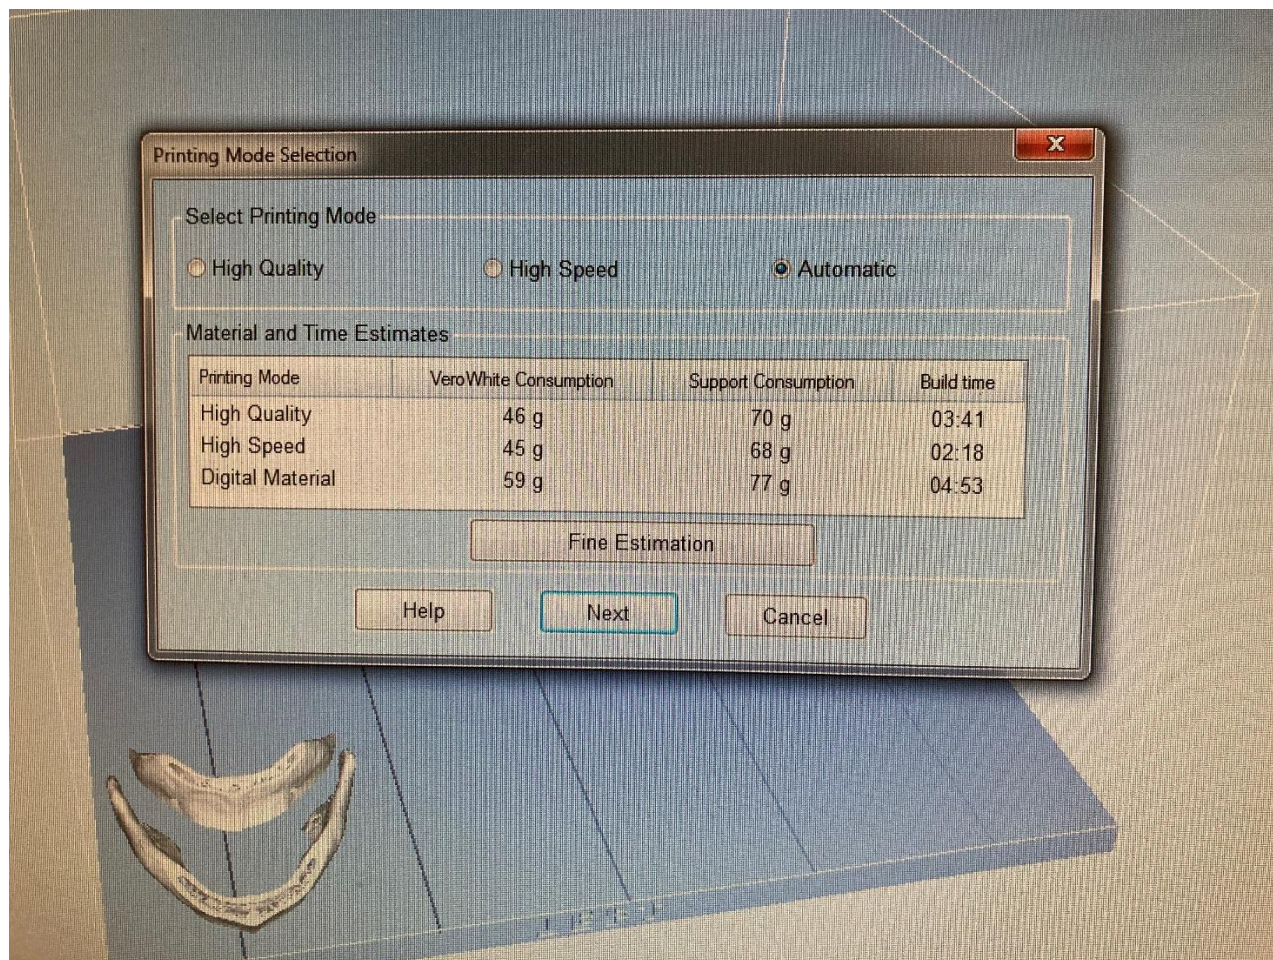 Printing Mode Selection
Select Printing Mode
High Quality High Speed Automatic
Material and Time Estimates
Printing Mode VeroWhite Consumption Support Consumption Build time
High Quality 46 g 70 g 03:41
High Speed 45 g 68 g 02:18
Digital Material 59 g 77 g 04:53
Fine Estimation
Help Next Cancel